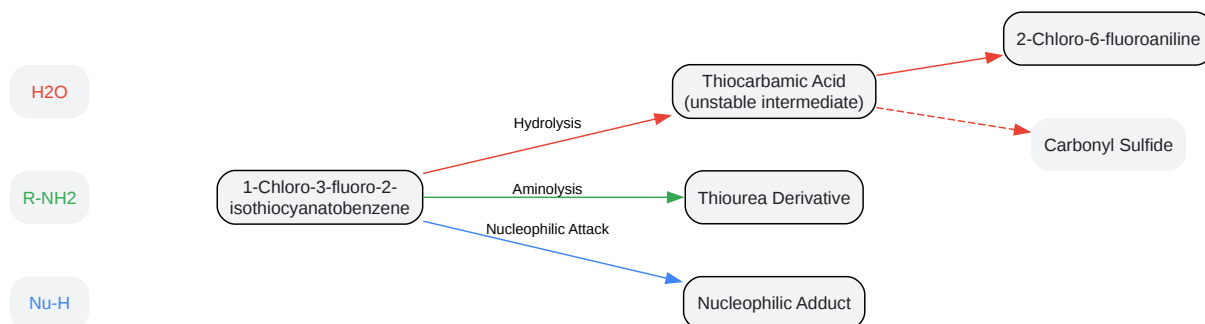 2-Chloro-6-fluoroaniline
H2O
Thiocarbamic Acid
(unstable intermediate)
Hydrolysis
Carbonyl Sulfide
R-NH2
1-Chloro-3-fluoro-2-
isothiocyanatobenzene
Aminolysis
Thiourea Derivative
Nucleophilic Attack
Nu-H
Nucleophilic Adduct